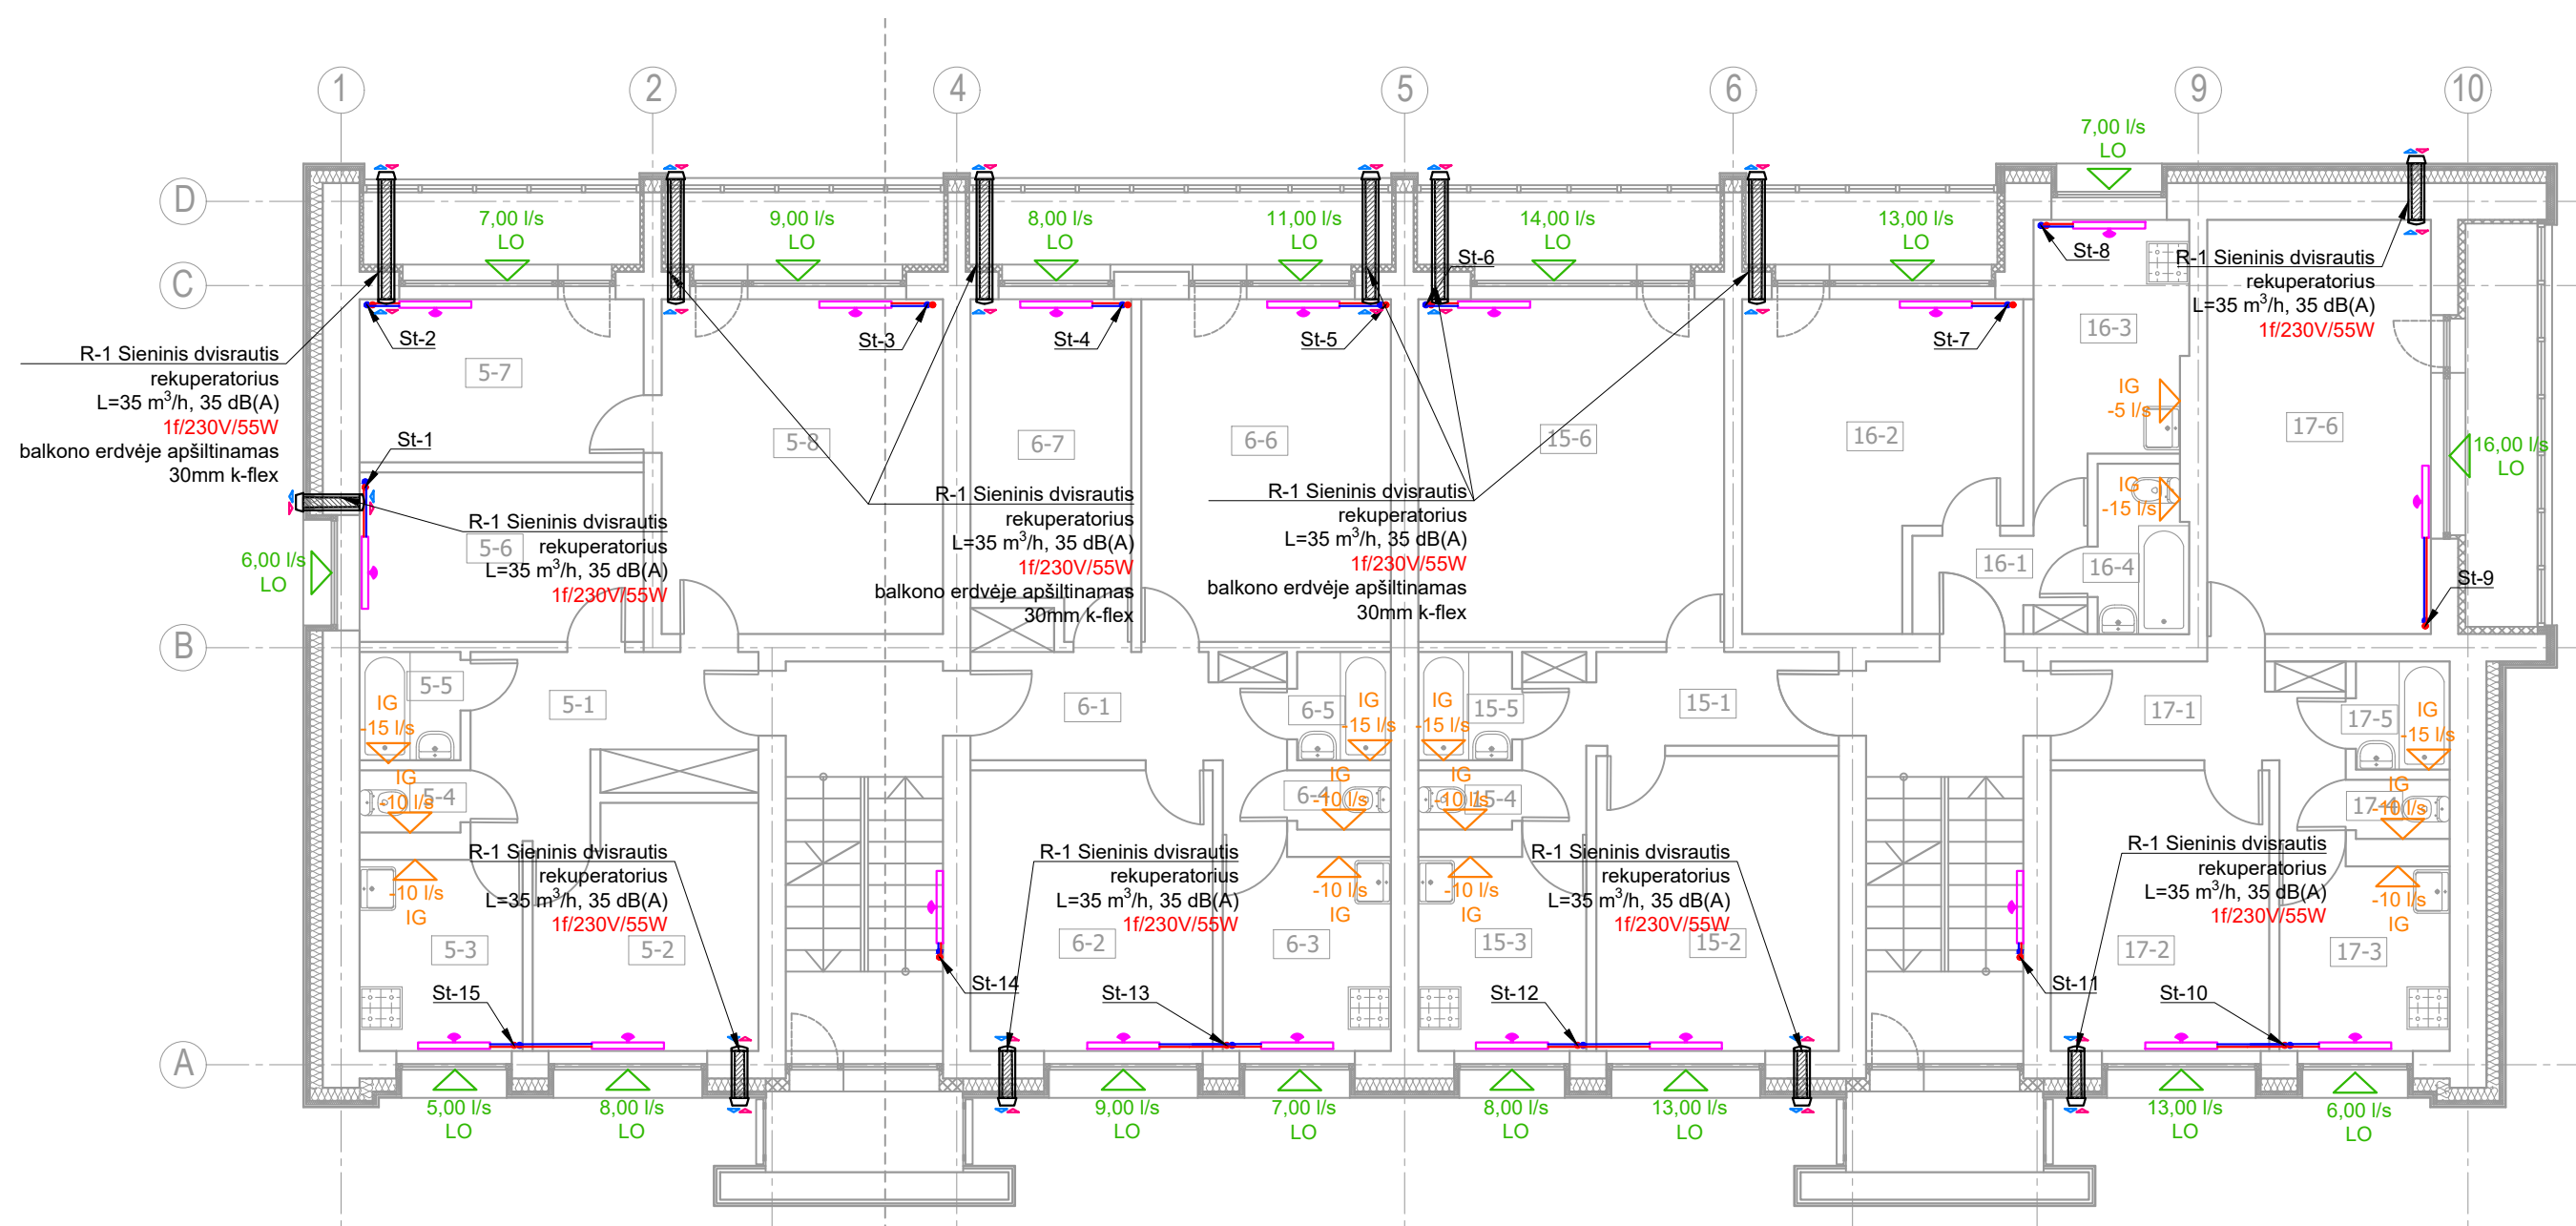 1
2
4
5
6
9
10
7,00 l/s
LO
D
7,00 l/s
LO
9,00 l/s
LO
8,00 l/s
LO
11,00 l/s
LO
14,00 l/s
LO
13,00 l/s
LO
C
St-6
St-8
R-1 Sieninis dvisrautis
rekuperatorius
L=35 m³/h, 35 dB(A)
1f/230V/55W
St-2
St-3
St-4
St-5
St-7
16-3
R-1 Sieninis dvisrautis
rekuperatorius
L=35 m³/h, 35 dB(A)
1f/230V/55W
balkono erdvėje apšiltinamas
30mm k-flex
5-7
IG
-5 l/s
St-1
5-8
6-7
6-6
15-6
16-2
17-6
16,00 l/s
LO
R-1 Sieninis dvisrautis
rekuperatorius
L=35 m³/h, 35 dB(A)
1f/230V/55W
balkono erdvėje apšiltinamas
30mm k-flex
R-1 Sieninis dvisrautis
rekuperatorius
L=35 m³/h, 35 dB(A)
1f/230V/55W
balkono erdvėje apšiltinamas
30mm k-flex
IG
-15 l/s
R-1 Sieninis dvisrautis
rekuperatorius
L=35 m³/h, 35 dB(A)
1f/230V/55W
5-6
6,00 l/s
LO
16-1
16-4
St-9
B
5-5
IG
-15 l/s
5-1
6-1
6-5
IG
-15 l/s
IG
-15 l/s
15-5
15-1
17-1
17-5
IG
-15 l/s
IG
-10 l/s
5-4
6-4
IG
-10 l/s
IG
-10 l/s
15-4
17-4
IG
-10 l/s
R-1 Sieninis dvisrautis
rekuperatorius
L=35 m³/h, 35 dB(A)
1f/230V/55W
R-1 Sieninis dvisrautis
rekuperatorius
L=35 m³/h, 35 dB(A)
1f/230V/55W
R-1 Sieninis dvisrautis
rekuperatorius
L=35 m³/h, 35 dB(A)
1f/230V/55W
R-1 Sieninis dvisrautis
rekuperatorius
L=35 m³/h, 35 dB(A)
1f/230V/55W
-10 l/s
IG
-10 l/s
IG
-10 l/s
IG
-10 l/s
IG
5-3
5-2
6-2
6-3
15-3
15-2
17-2
17-3
St-15
St-14
St-13
St-12
St-11
St-10
A
5,00 l/s
LO
8,00 l/s
LO
9,00 l/s
LO
7,00 l/s
LO
8,00 l/s
LO
13,00 l/s
LO
13,00 l/s
LO
6,00 l/s
LO